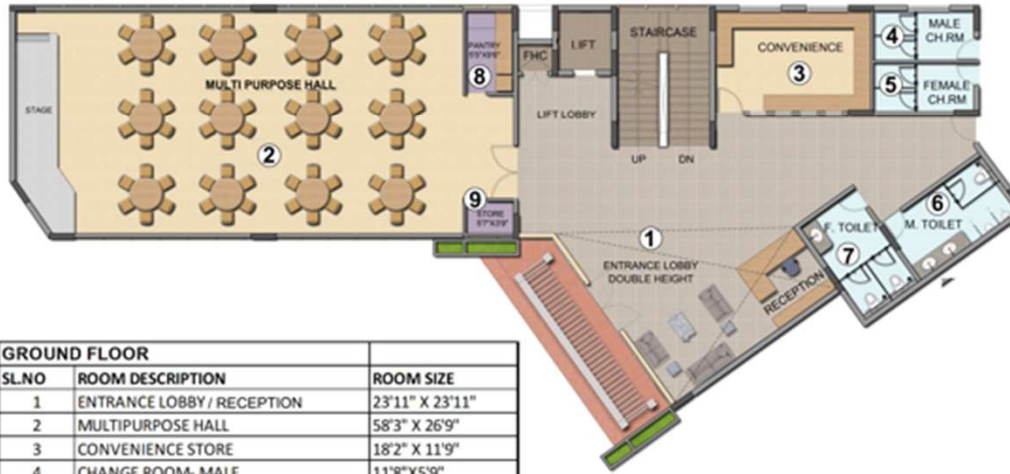 MALE
CH.RM
4
STAIRCASE
LIFT
CONVENIENCE
PANTRY
FHC
8
3
5
FEMALE
CH.RM
MULTI PURPOSE HALL
STAGE
LIFT LOBBY
2
UP DN
9
STORE
6
M. TOILET
F. TOILET
7
1
ENTRANCE LOBBY
DOUBLE HEIGHT
RECEPTION
GROUND FLOOR
SL.NO ROOM DESCRIPTION ROOM SIZE
1 ENTRANCE LOBBY / RECEPTION 23'11" X 23'11"
2 MULTIPURPOSE HALL 58'3" X 26'9"
3 CONVENIENCE STORE 18'2" X 11'9"
4 CHANGE ROOM- MALE 11'8"X5'9"